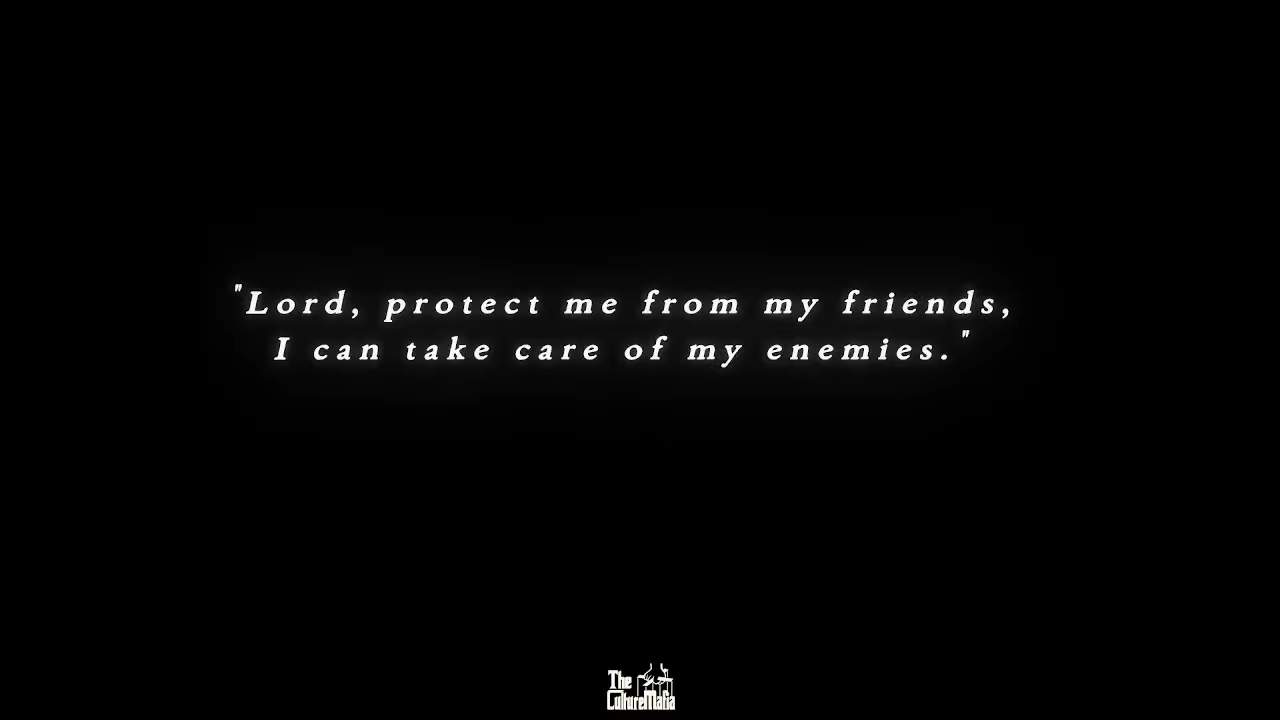 "Lord, protect me from my friends,
I can take care of my enemies."
The
CultureMafia